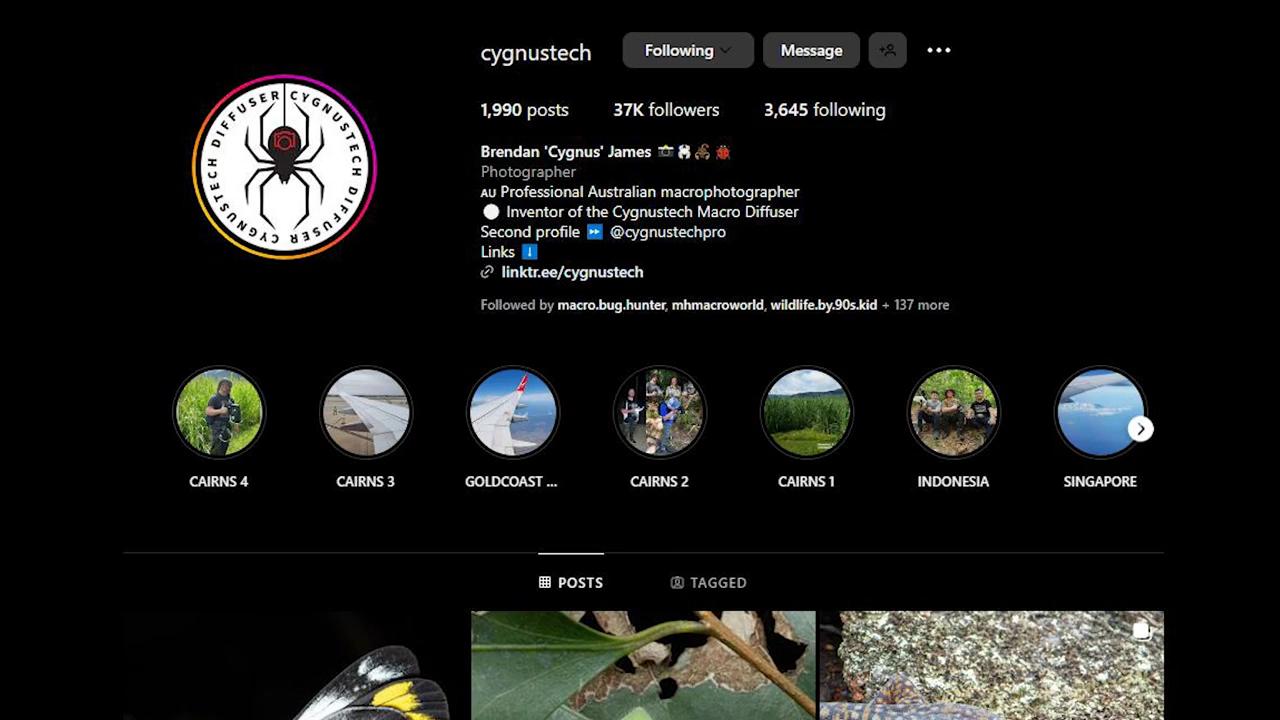 cygnustech
Following
Message
1,990 posts
37K followers
3,645 following
CYGNUSTECH DIFFUSER CYGNUSTECH DIFFUSER
Brendan 'Cygnus' James
Photographer
AU Professional Australian macrophotographer
Inventor of the Cygnustech Macro Diffuser
Second profile ⏩ @cygnustechpro
Links ⬇
linktr.ee/cygnustech
Followed by macro.bug.hunter, mhmacroworld, wildlife.by.90s.kid + 137 more
CAIRNS 4
CAIRNS 3
GOLDCOAST ...
CAIRNS 2
CAIRNS 1
INDONESIA
SINGAPORE
POSTS
TAGGED